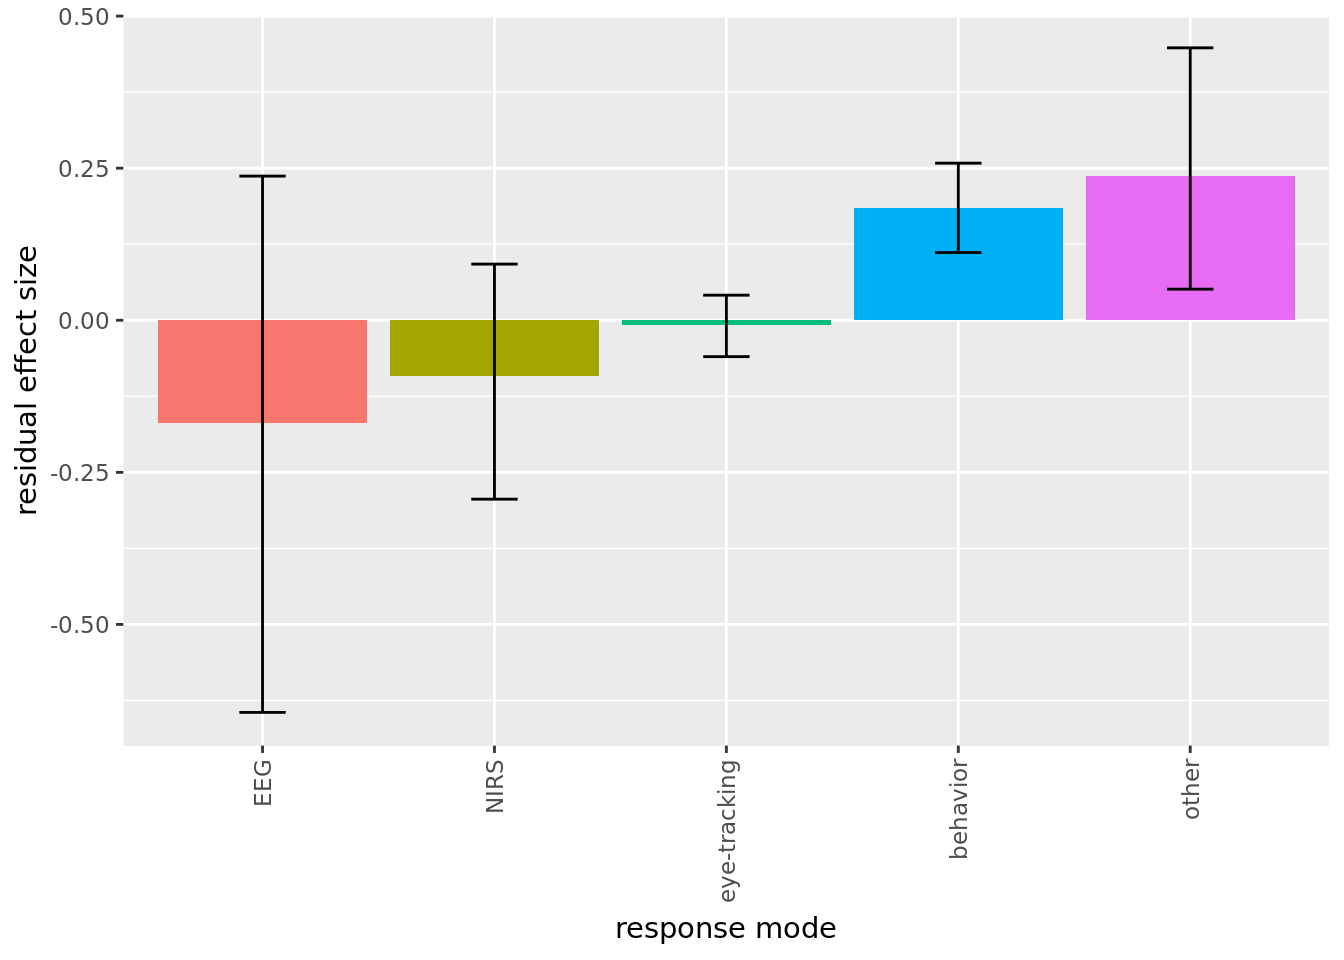 0.50
0.25
0.00
-0.25
-0.50
residual effect size
EEG
NIRS
eye-tracking
behavior
other
response mode